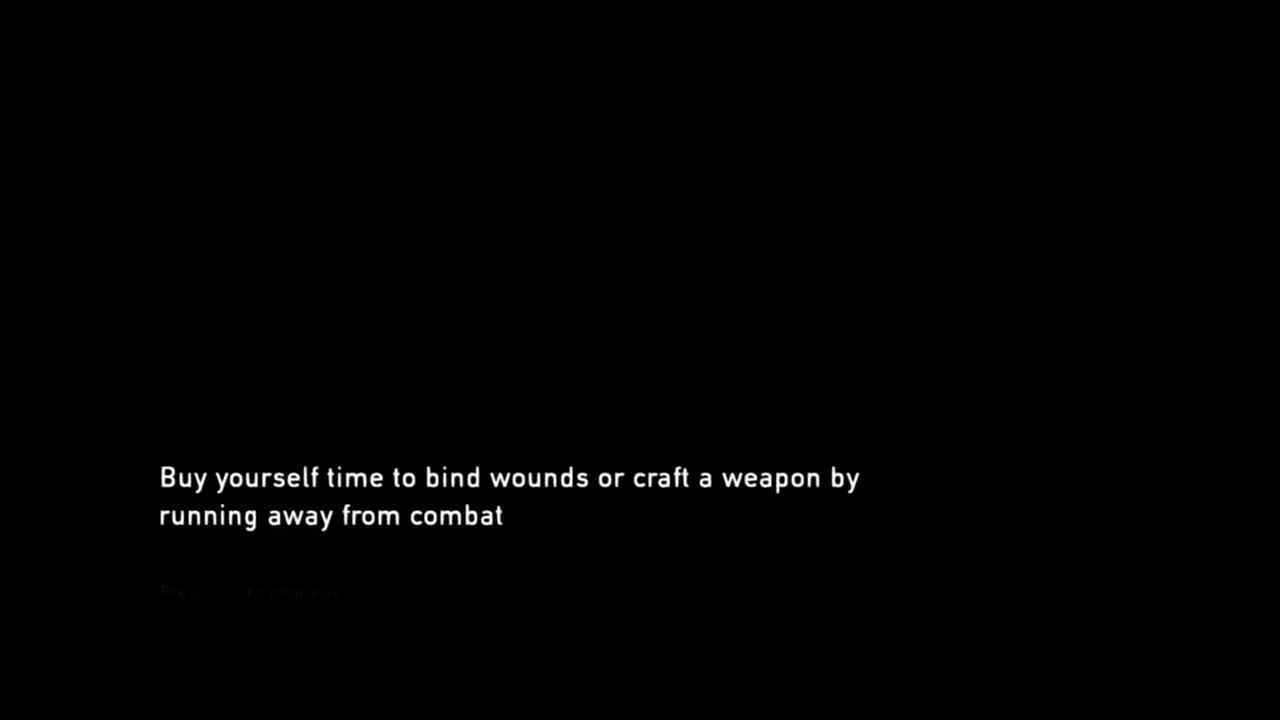 Buy yourself time to bind wounds or craft a weapon by
running away from combat